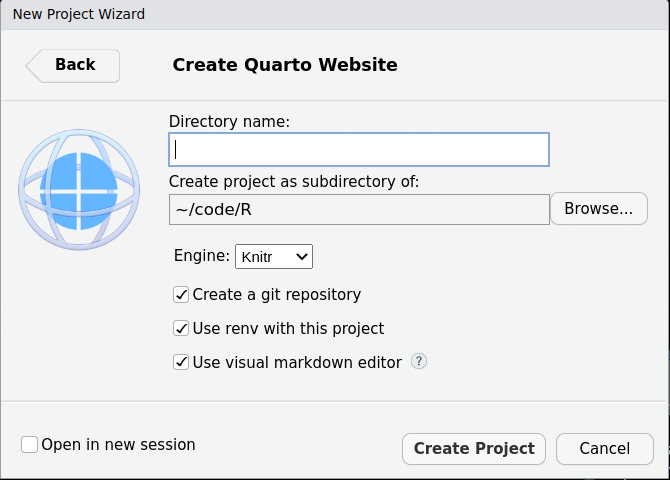 New Project Wizard
Back
Create Quarto Website
Directory name:
Create project as subdirectory of:
~/code/R
Browse...
Engine: Knitr
Create a git repository
Use renv with this project
Use visual markdown editor ?
Open in new session
Create Project
Cancel